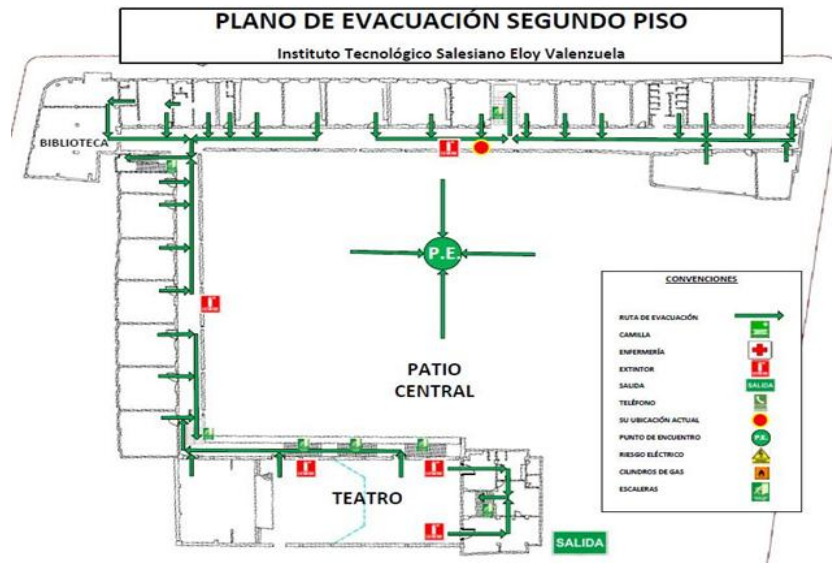 PLANO DE EVACUACIÓN SEGUNDO PISO
Instituto Tecnológico Salesiano Eloy Valenzuela
BIBLIOTECA
P.E.
PATIO
CENTRAL
TEATRO
SALIDA
CONVENCIONES
RUTA DE EVACUACIÓN
CAMILLA
ENFERMERÍA
EXTINTOR
SALIDA
SALIDA
TELÉFONO
SU UBICACIÓN ACTUAL
PUNTO DE ENCUENTRO
P.E.
RIESGO ELÉCTRICO
CILINDROS DE GAS
ESCALERAS